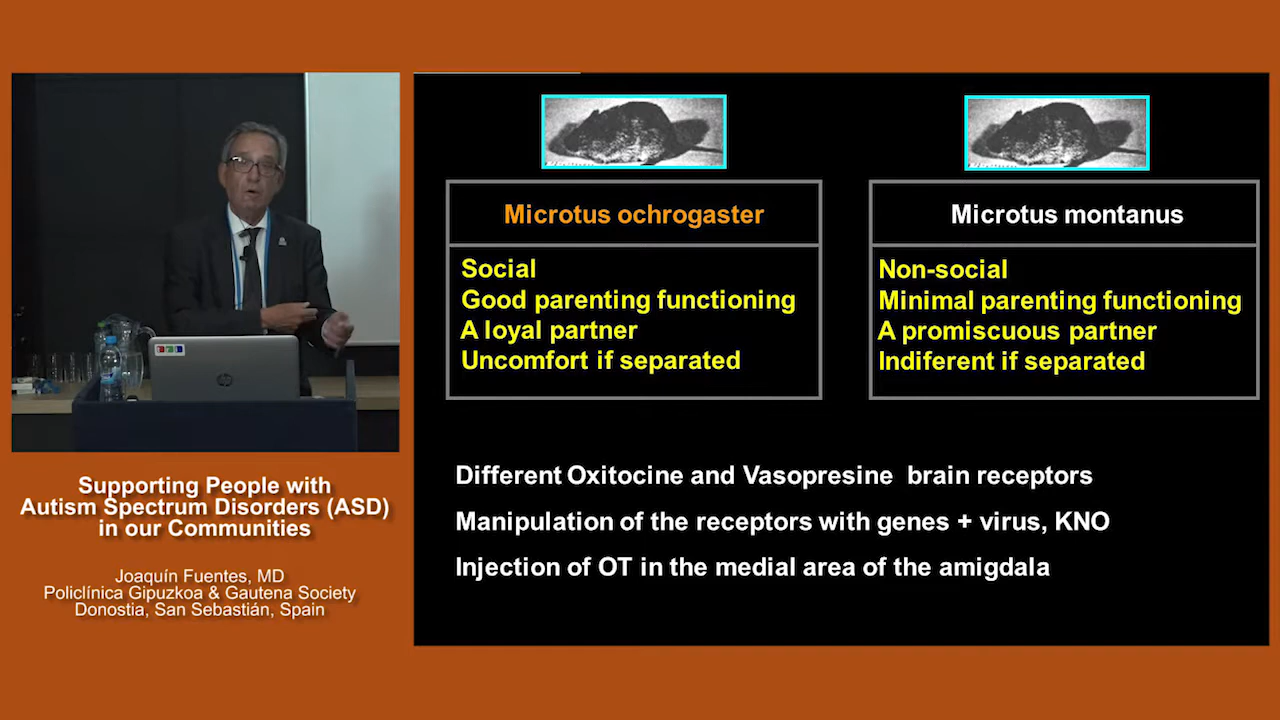 Microtus ochrogaster
Social
Good parenting functioning
A loyal partner
Uncomfort if separated
Microtus montanus
Non-social
Minimal parenting functioning
A promiscuous partner
Indiferent if separated
Different Oxitocine and Vasopresine brain receptors
Manipulation of the receptors with genes + virus, KNO
Injection of OT in the medial area of the amigdala
Supporting People with
Autism Spectrum Disorders (ASD)
in our Communities
Joaquín Fuentes, MD
Policlínica Gipuzkoa & Gautena Society
Donostia, San Sebastián, Spain
hp